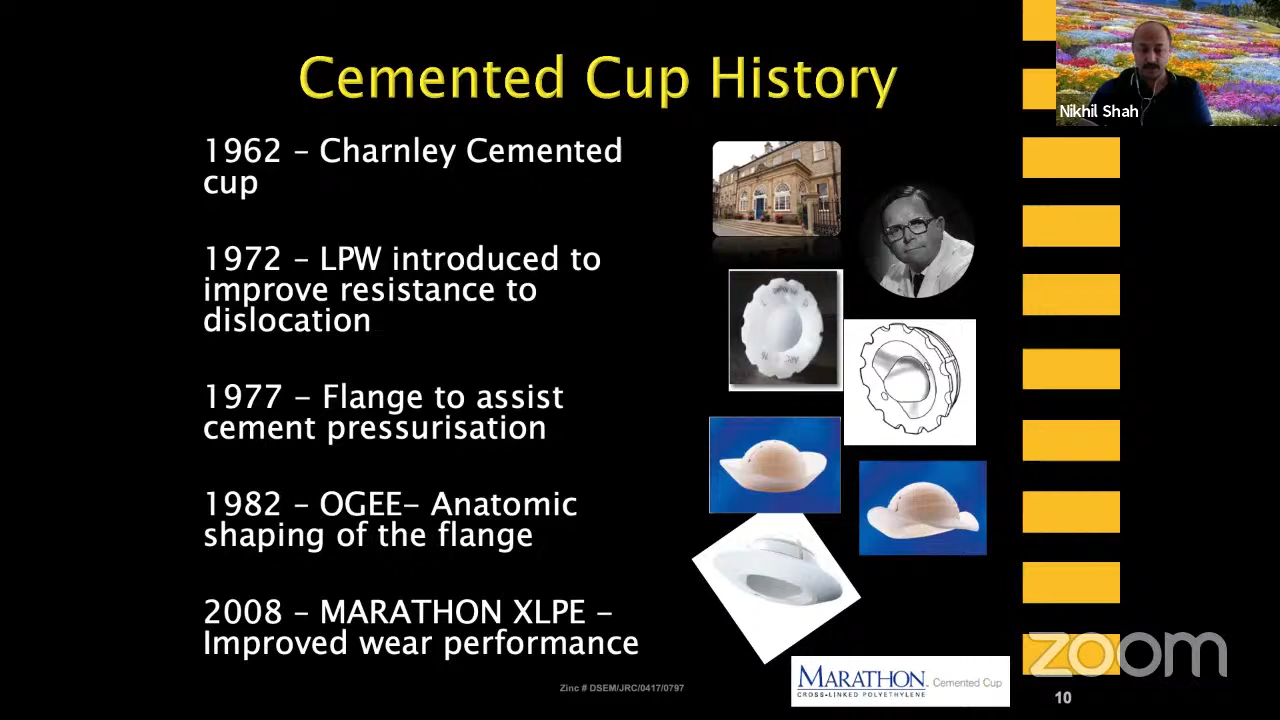 Cemented Cup History
Nikhil Shah
1962 – Charnley Cemented
cup
1972 – LPW introduced to
improve resistance to
dislocation
1977 – Flange to assist
cement pressurisation
1982 – OGEE– Anatomic
shaping of the flange
2008 – MARATHON XLPE –
Improved wear performance
MARATHON™ Cemented Cup
CROSS-LINKED POLYETHYLENE
Zinc # DSEM/JRC/0417/0797
10
zoom